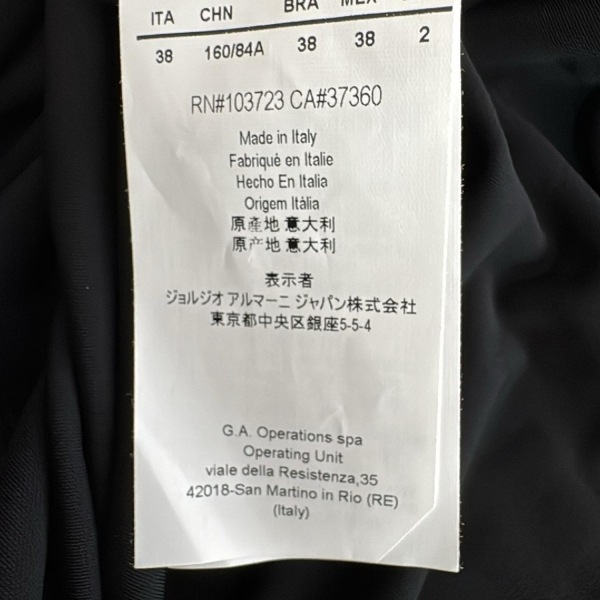 ITA CHN BRA MEX
38 160/84A 38 38 2
RN#103723 CA#37360
Made in Italy
Fabriqué en Italie
Hecho En Italia
Origem Itália
原產地 意大利
原产地 意大利
表示者
ジョルジオ アルマーニ ジャパン株式会社
東京都中央区銀座5-5-4
G.A. Operations spa
Operating Unit
viale della Resistenza,35
42018-San Martino in Rio (RE)
(Italy)